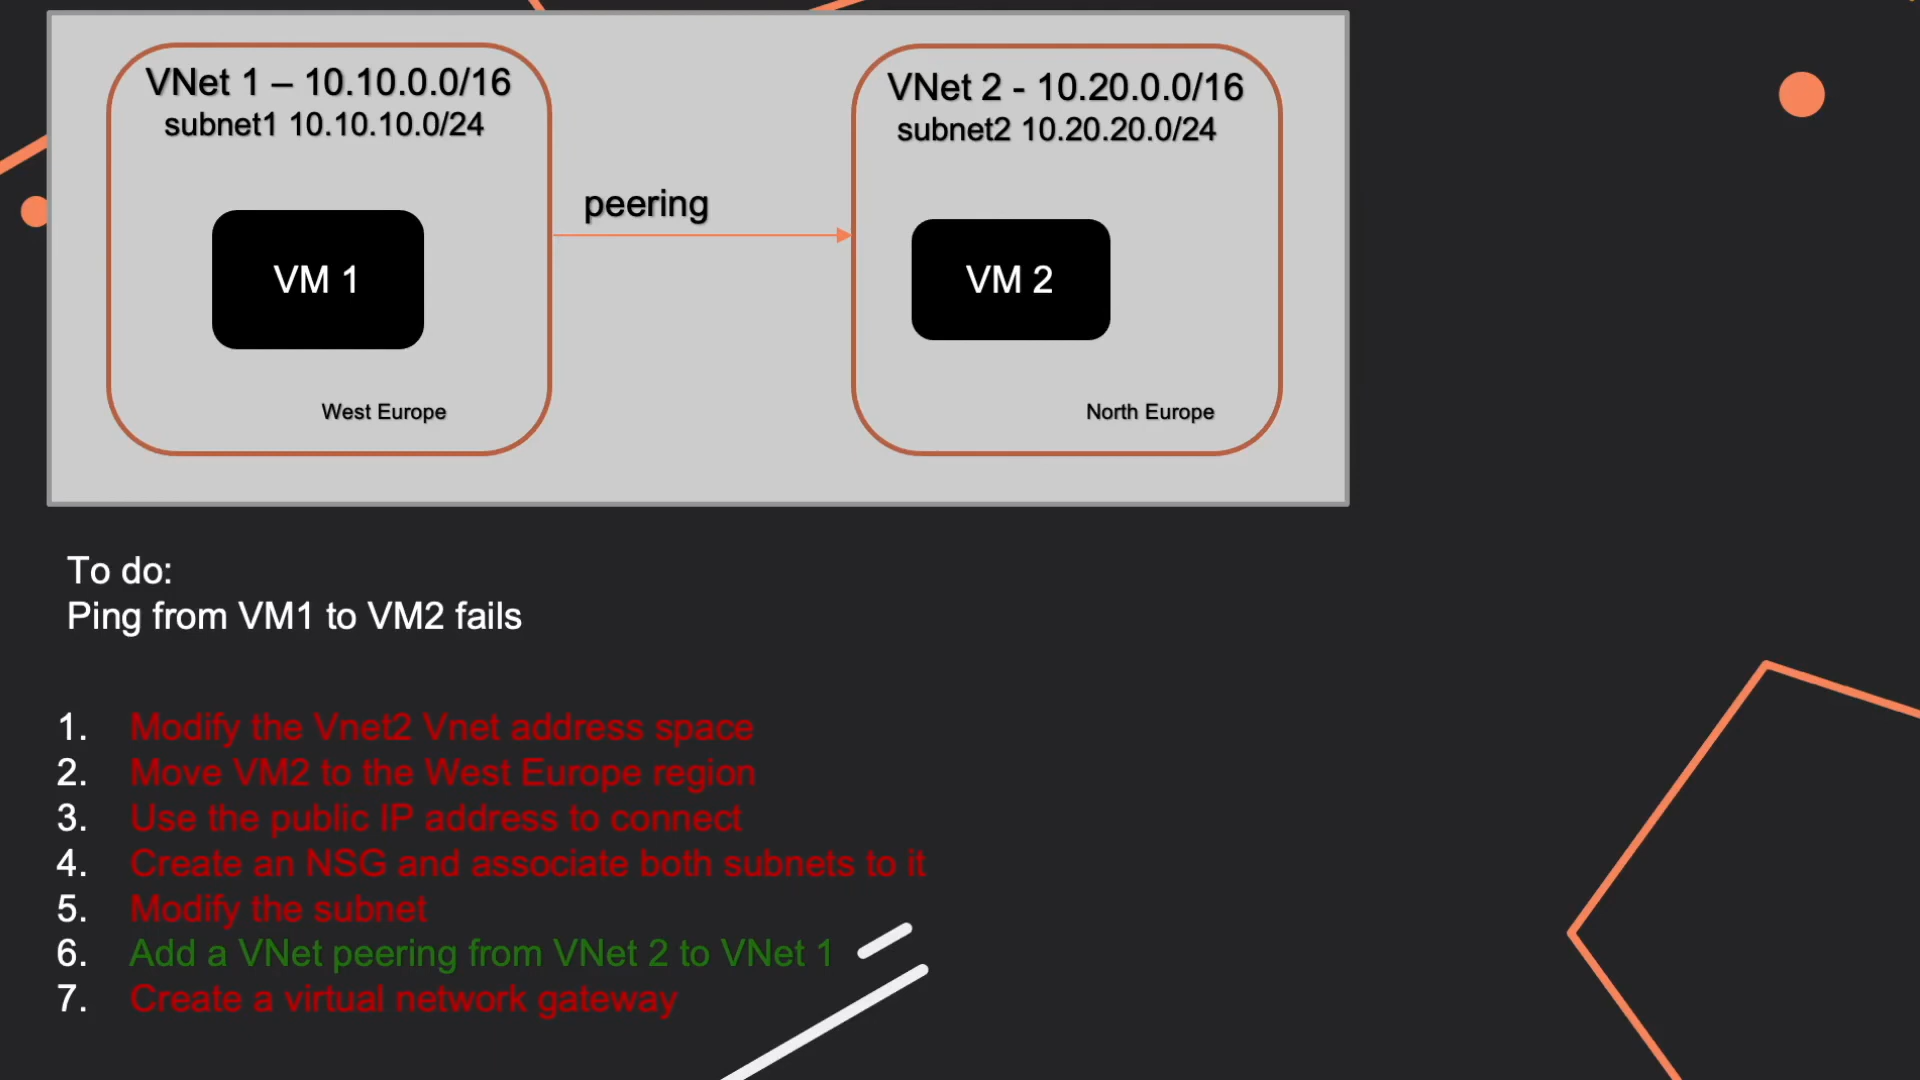 VNet 1 – 10.10.0.0/16
subnet1 10.10.10.0/24
VM 1
West Europe
peering
VNet 2 - 10.20.0.0/16
subnet2 10.20.20.0/24
VM 2
North Europe
To do:
Ping from VM1 to VM2 fails
1. Modify the Vnet2 Vnet address space
2. Move VM2 to the West Europe region
3. Use the public IP address to connect
4. Create an NSG and associate both subnets to it
5. Modify the subnet
6. Add a VNet peering from VNet 2 to VNet 1
7. Create a virtual network gateway